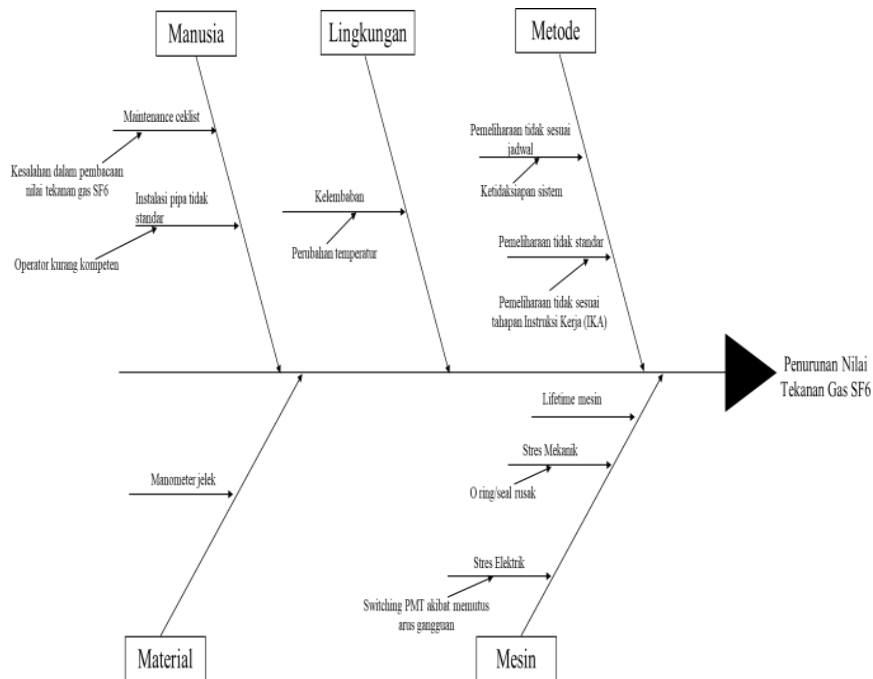 Manusia
Lingkungan
Metode
Maintenance ceklist
Kesalahan dalam pembacaan
nilai tekanan gas SF6
Instalasi pipa tidak
standar
Operator kurang kompeten
Kelembaban
Perubahan temperatur
Pemeliharaan tidak sesuai
jadwal
Ketidaksiapan sistem
Pemeliharaan tidak standar
Pemeliharaan tidak sesuai
tahapan Instruksi Kerja (IKA)
Penurunan Nilai
Tekanan Gas SF6
Manometer jelek
Lifetime mesin
Stres Mekanik
O ring/seal rusak
Stres Elektrik
Switching PMT akibat memutus
arus gangguan
Material
Mesin